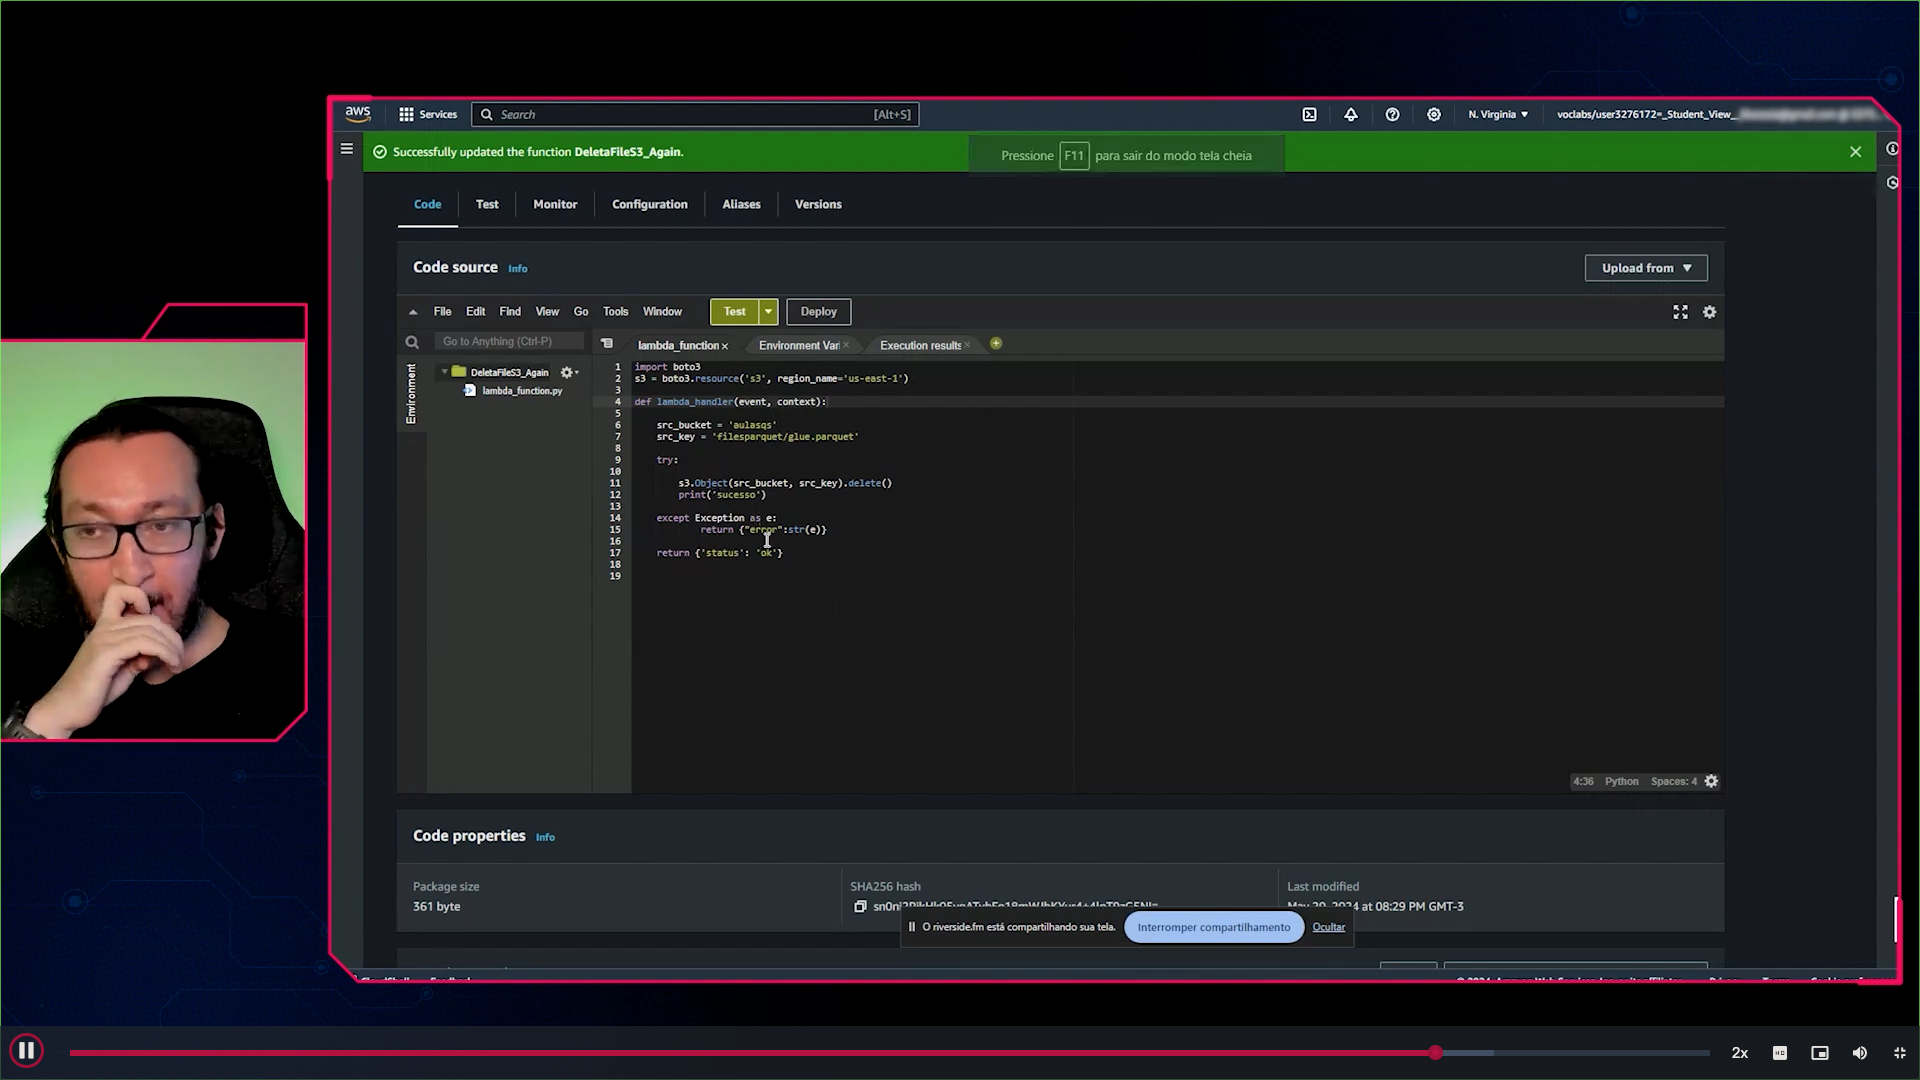 aws
Services
Search
[Alt+S]
N. Virginia
voclabs/user3276172=_Student_View_
Successfully updated the function DeletaFileS3_Again.
Pressione F11 para sair do modo tela cheia
Code
Test
Monitor
Configuration
Aliases
Versions
Code source
Info
Upload from
File
Edit
Find
View
Go
Tools
Window
Test
Deploy
Go to Anything (Ctrl-P)
lambda_function
Environment Var
Execution results
Environment
DeletaFileS3_Again
lambda_function.py
1 import boto3
2 s3 = boto3.resource('s3', region_name='us-east-1')
3
4 def lambda_handler(event, context):
5
6 src_bucket = 'aulasqs'
7 src_key = 'filesparquet/glue.parquet'
8
9 try:
10
11 s3.Object(src_bucket, src_key).delete()
12 print('sucesso')
13
14 except Exception as e:
15 return {"error":str(e)}
16
17 return {'status': 'ok'}
18
19
4:36
Python
Spaces: 4
Code properties
Info
Package size
361 byte
SHA256 hash
Last modified
May 20, 2024 at 08:29 PM GMT-3
O riverside.fm está compartilhando sua tela.
Interromper compartilhamento
Ocultar
2x
HD